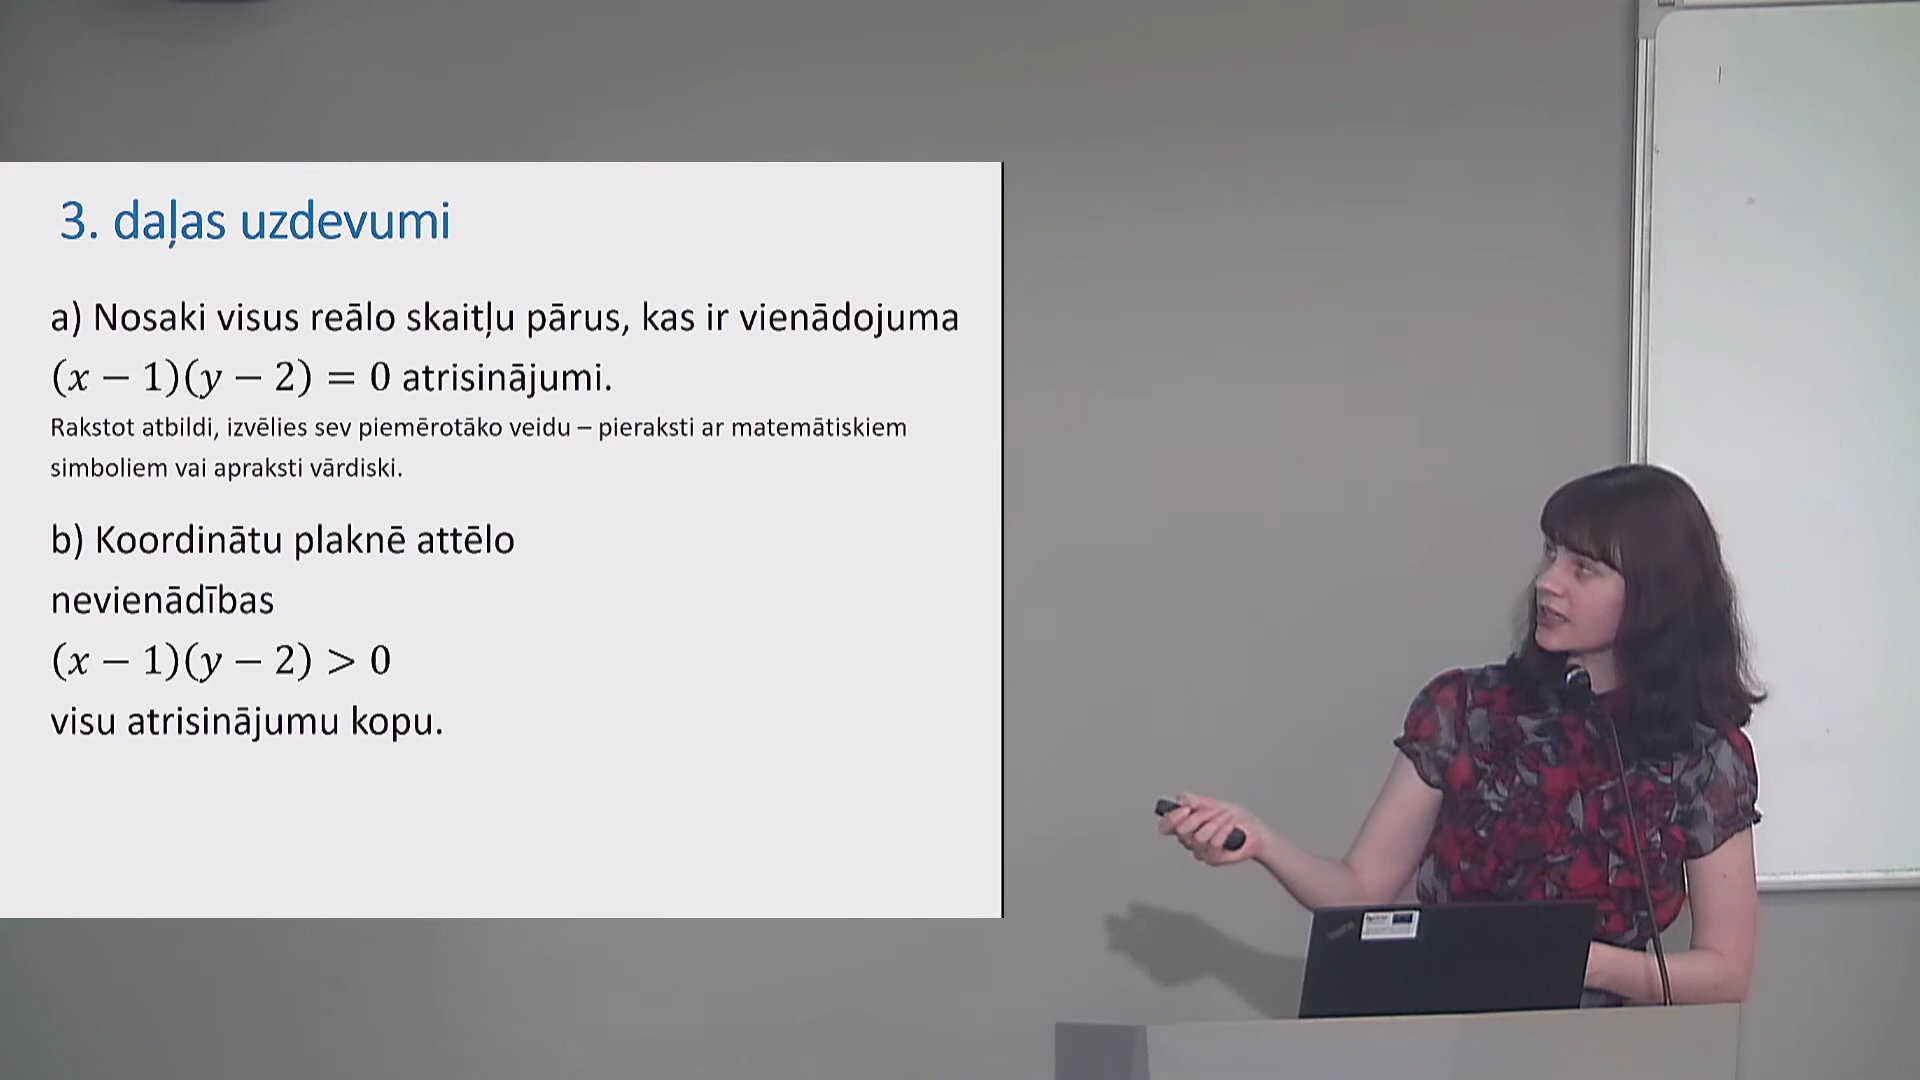 3. daļas uzdevumi
a) Nosaki visus reālo skaitļu pārus, kas ir vienādojuma
(x − 1)(y − 2) = 0 atrisinājumi.
Rakstot atbildi, izvēlies sev piemērotāko veidu – pieraksti ar matemātiskiem
simboliem vai apraksti vārdiski.
b) Koordinātu plaknē attēlo
nevienādības
(x − 1)(y − 2) > 0
visu atrisinājumu kopu.